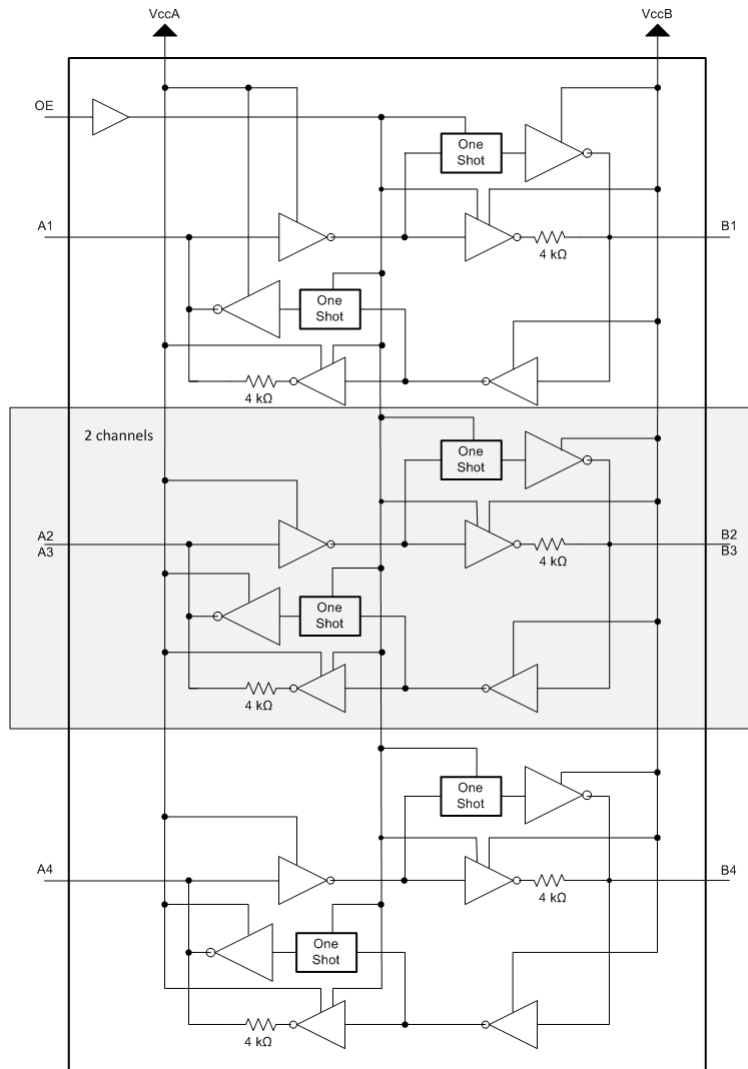 VccA
VccB
OE
One
Shot
A1
B1
4 kΩ
One
Shot
4 kΩ
2 channels
One
Shot
A2
A3
B2
B3
4 kΩ
One
Shot
4 kΩ
One
Shot
A4
B4
4 kΩ
One
Shot
4 kΩ